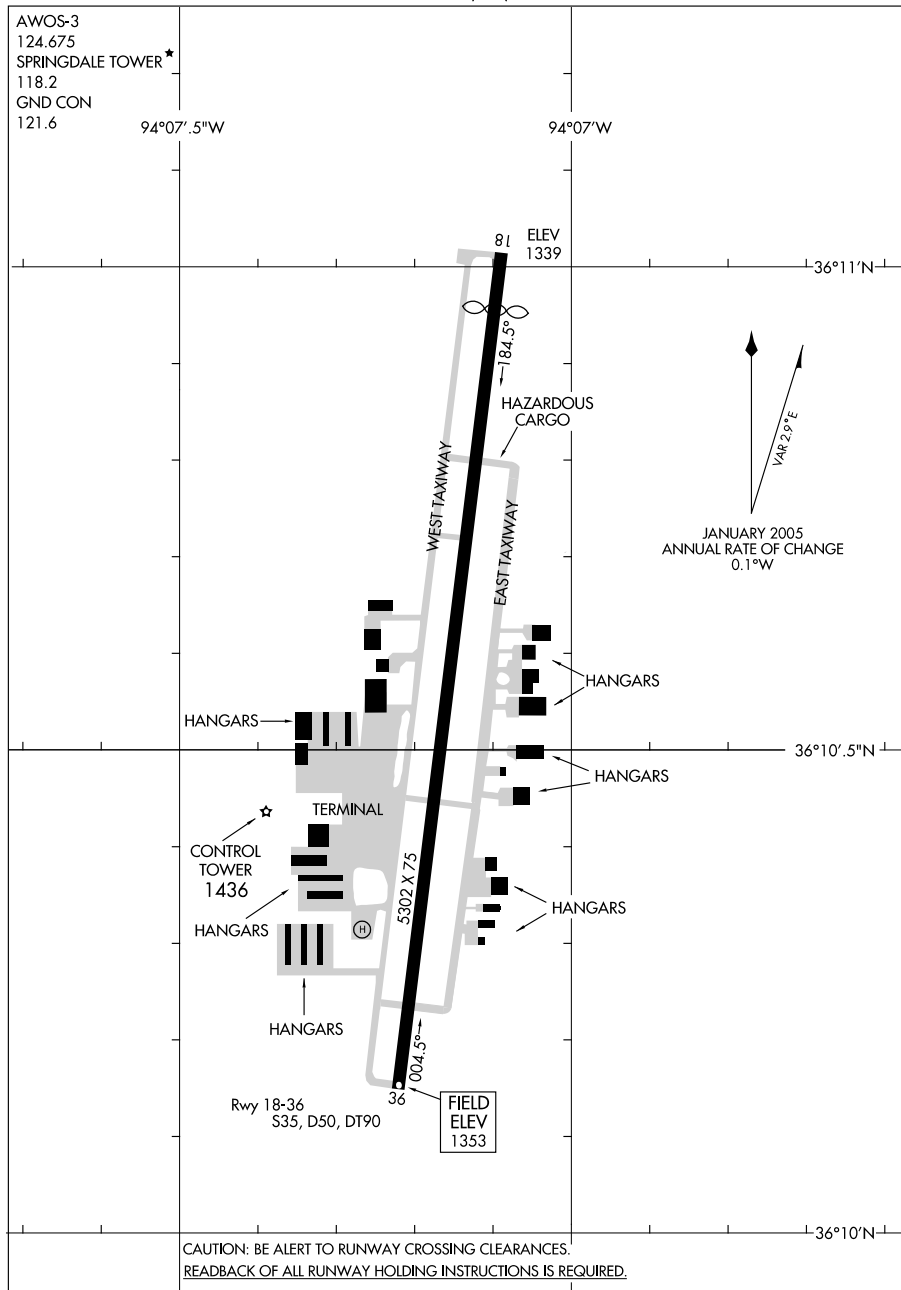 AWOS-3
124.675
SPRINGDALE TOWER
118.2
GND CON
121.6
94°07'.5"W
94°07'W
18
ELEV
1339
36°11'N
184.5°
HAZARDOUS
CARGO
VAR 2.9°E
WEST TAXIWAY
EAST TAXIWAY
JANUARY 2005
ANNUAL RATE OF CHANGE
0.1°W
HANGARS
HANGARS
36°10'.5"N
HANGARS
TERMINAL
CONTROL
TOWER
1436
5302 X 75
HANGARS
HANGARS
H
HANGARS
004.5°
36
Rwy 18-36
S35, D50, DT90
FIELD
ELEV
1353
36°10'N
CAUTION: BE ALERT TO RUNWAY CROSSING CLEARANCES.
READBACK OF ALL RUNWAY HOLDING INSTRUCTIONS IS REQUIRED.